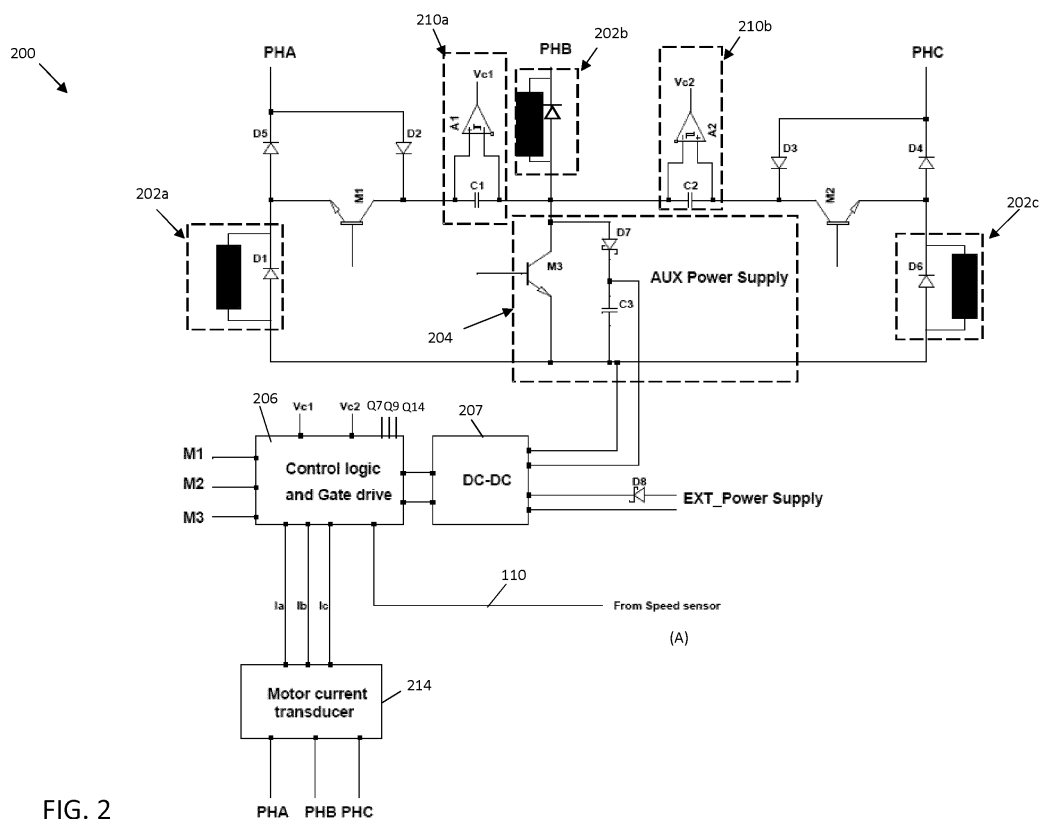 210a
210b
200
PHA
PHB
202b
PHC
Vc1
Vc2
A1
A2
D5
D2
D3
D4
202a
M1
C1
C2
M2
202c
D1
D7
D6
M3
AUX Power Supply
C3
204
206
Vc1
Vc2
Q7
Q9
Q14
207
M1
M2
M3
Control logic
and Gate drive
DC-DC
D8
EXT_Power Supply
110
Ia
Ib
Ic
From Speed sensor
(A)
Motor current
transducer
214
PHA
PHB
PHC
FIG. 2